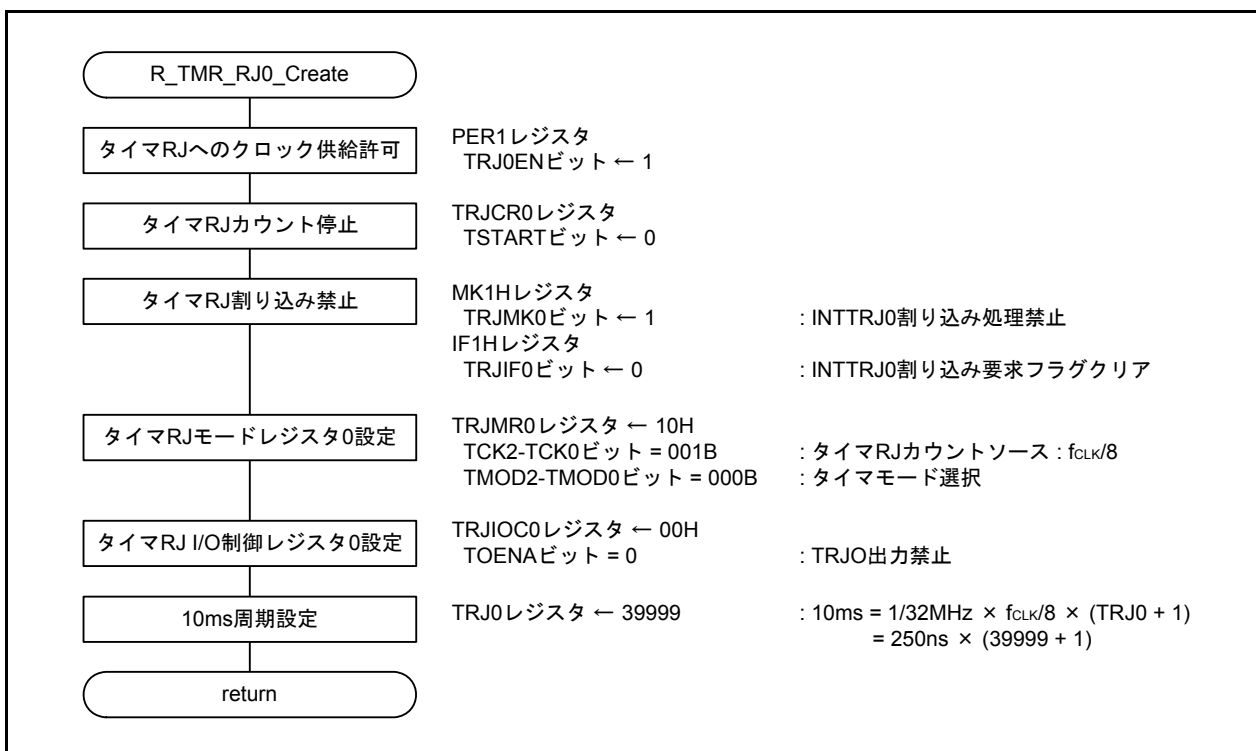 R_TMR_RJ0_Create
タイマRJへのクロック供給許可
PER1レジスタ
TRJ0ENビット ← 1
タイマRJカウント停止
TRJCR0レジスタ
TSTARTビット ← 0
タイマRJ割り込み禁止
MK1Hレジスタ
TRJMK0ビット ← 1 : INTTRJ0割り込み処理禁止
IF1Hレジスタ
TRJIF0ビット ← 0 : INTTRJ0割り込み要求フラグクリア
タイマRJモードレジスタ0設定
TRJMR0レジスタ ← 10H
TCK2-TCK0ビット = 001B : タイマRJカウントソース : fCLK/8
TMOD2-TMOD0ビット = 000B : タイマモード選択
タイマRJ I/O制御レジスタ0設定
TRJIOC0レジスタ ← 00H
TOENAビット = 0 : TRJO出力禁止
10ms周期設定
TRJ0レジスタ ← 39999 : 10ms = 1/32MHz × fCLK/8 × (TRJ0 + 1)
= 250ns × (39999 + 1)
return